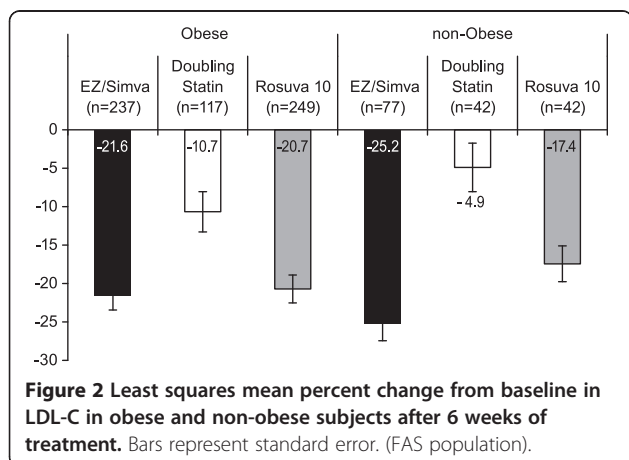 Obese non-Obese
EZ/Simva (n=237) Doubling Statin (n=117) Rosuva 10 (n=249) EZ/Simva (n=77) Doubling Statin (n=42) Rosuva 10 (n=42)
0
-5
-10
-15
-20
-25
-30
-21.6 -10.7 -20.7 -25.2 -4.9 -17.4
Figure 2 Least squares mean percent change from baseline in
LDL-C in obese and non-obese subjects after 6 weeks of
treatment. Bars represent standard error. (FAS population).